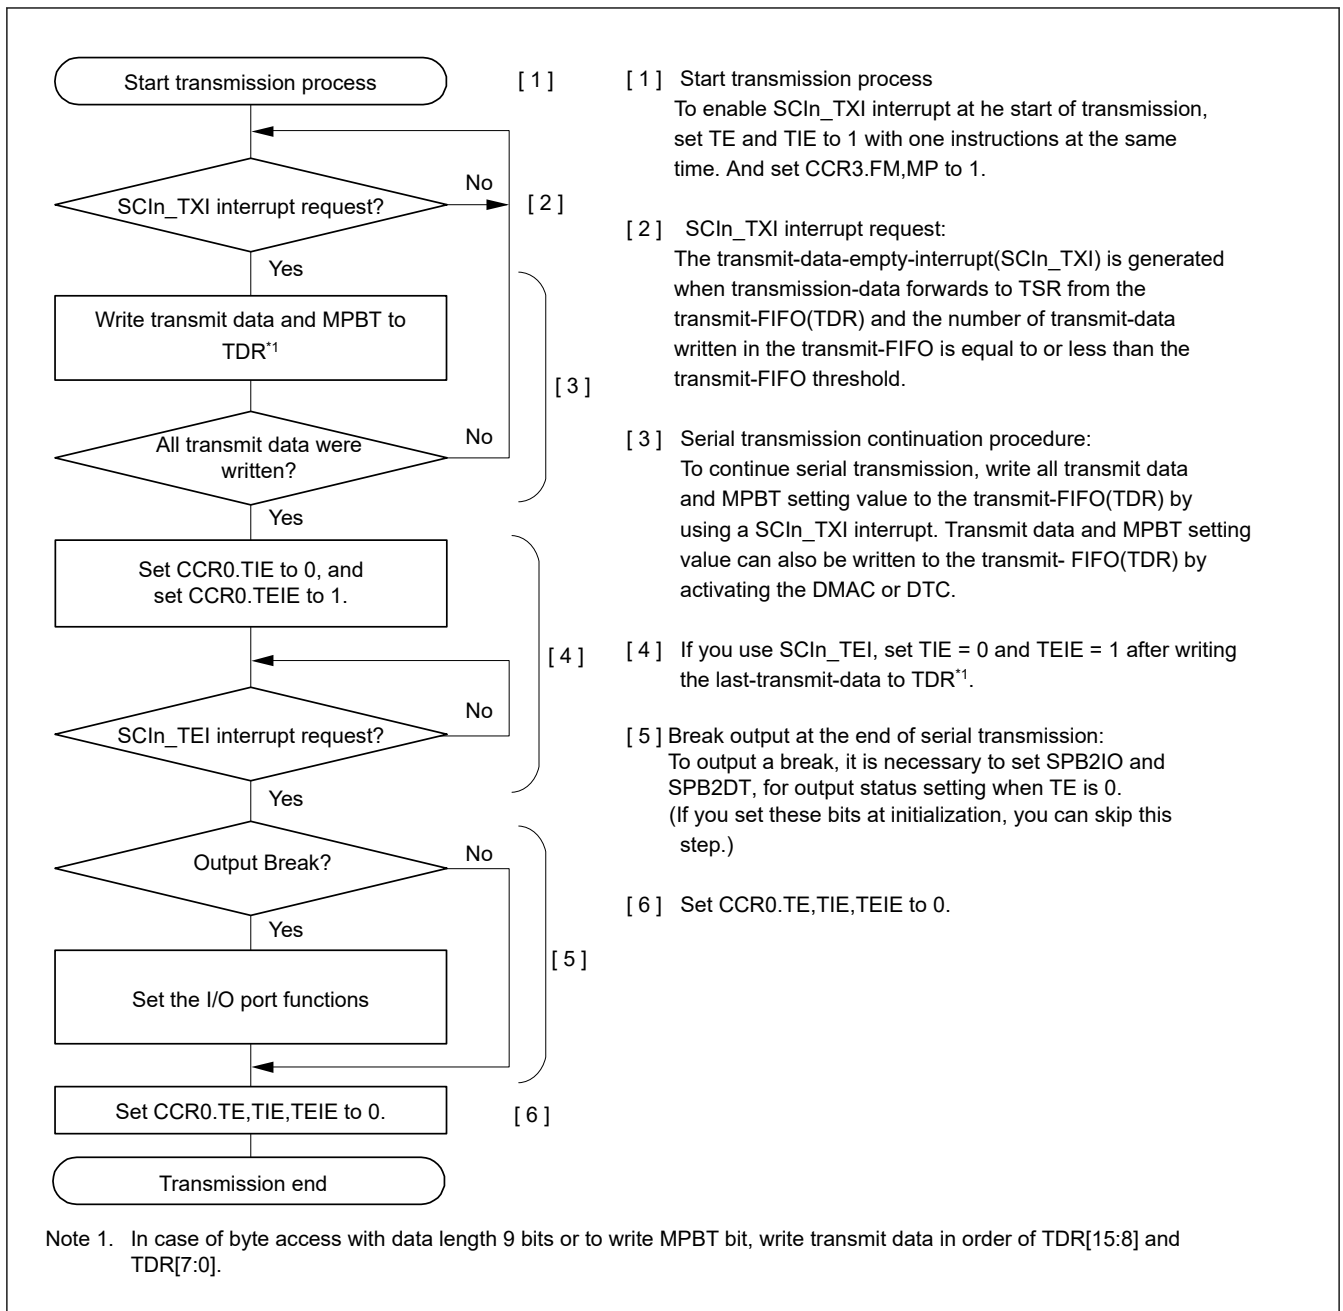 Start transmission process
[ 1 ]
SCIn_TXI interrupt request?
No
[ 2 ]
Yes
Write transmit data and MPBT to
TDR*1
[ 3 ]
All transmit data were
written?
No
Yes
Set CCR0.TIE to 0, and
set CCR0.TEIE to 1.
[ 4 ]
SCIn_TEI interrupt request?
No
Yes
Output Break?
No
Yes
[ 5 ]
Set the I/O port functions
Set CCR0.TE,TIE,TEIE to 0.
[ 6 ]
Transmission end
[ 1 ] Start transmission process
To enable SCIn_TXI interrupt at he start of transmission,
set TE and TIE to 1 with one instructions at the same
time. And set CCR3.FM,MP to 1.
[ 2 ] SCIn_TXI interrupt request:
The transmit-data-empty-interrupt(SCIn_TXI) is generated
when transmission-data forwards to TSR from the
transmit-FIFO(TDR) and the number of transmit-data
written in the transmit-FIFO is equal to or less than the
transmit-FIFO threshold.
[ 3 ] Serial transmission continuation procedure:
To continue serial transmission, write all transmit data
and MPBT setting value to the transmit-FIFO(TDR) by
using a SCIn_TXI interrupt. Transmit data and MPBT setting
value can also be written to the transmit- FIFO(TDR) by
activating the DMAC or DTC.
[ 4 ] If you use SCIn_TEI, set TIE = 0 and TEIE = 1 after writing
the last-transmit-data to TDR*1.
[ 5 ] Break output at the end of serial transmission:
To output a break, it is necessary to set SPB2IO and
SPB2DT, for output status setting when TE is 0.
(If you set these bits at initialization, you can skip this
step.)
[ 6 ] Set CCR0.TE,TIE,TEIE to 0.
Note 1. In case of byte access with data length 9 bits or to write MPBT bit, write transmit data in order of TDR[15:8] and
TDR[7:0].